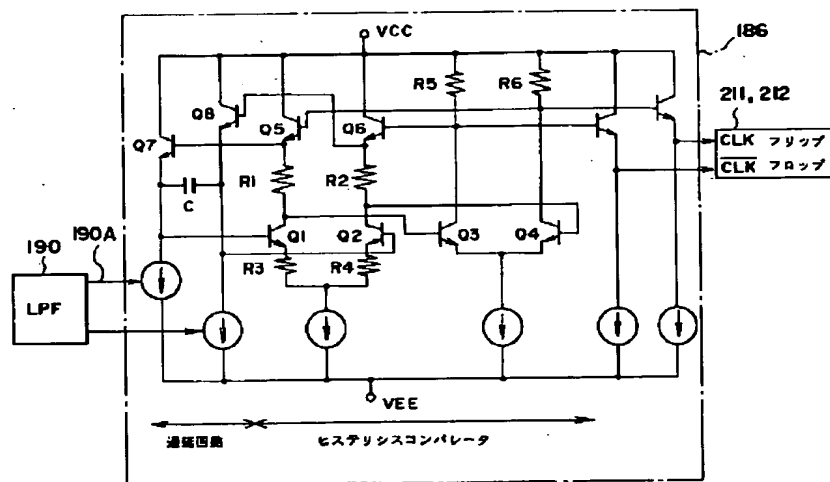 VCC
186
R5
R6
211, 212
Q8
Q5
Q6
Q7
CLK フリップ
CLK フロップ
R1
R2
C
Q1
Q2
Q3
Q4
190
190A
R3
R4
LPF
VEE
遅延回路
ヒステリシスコンパレータ